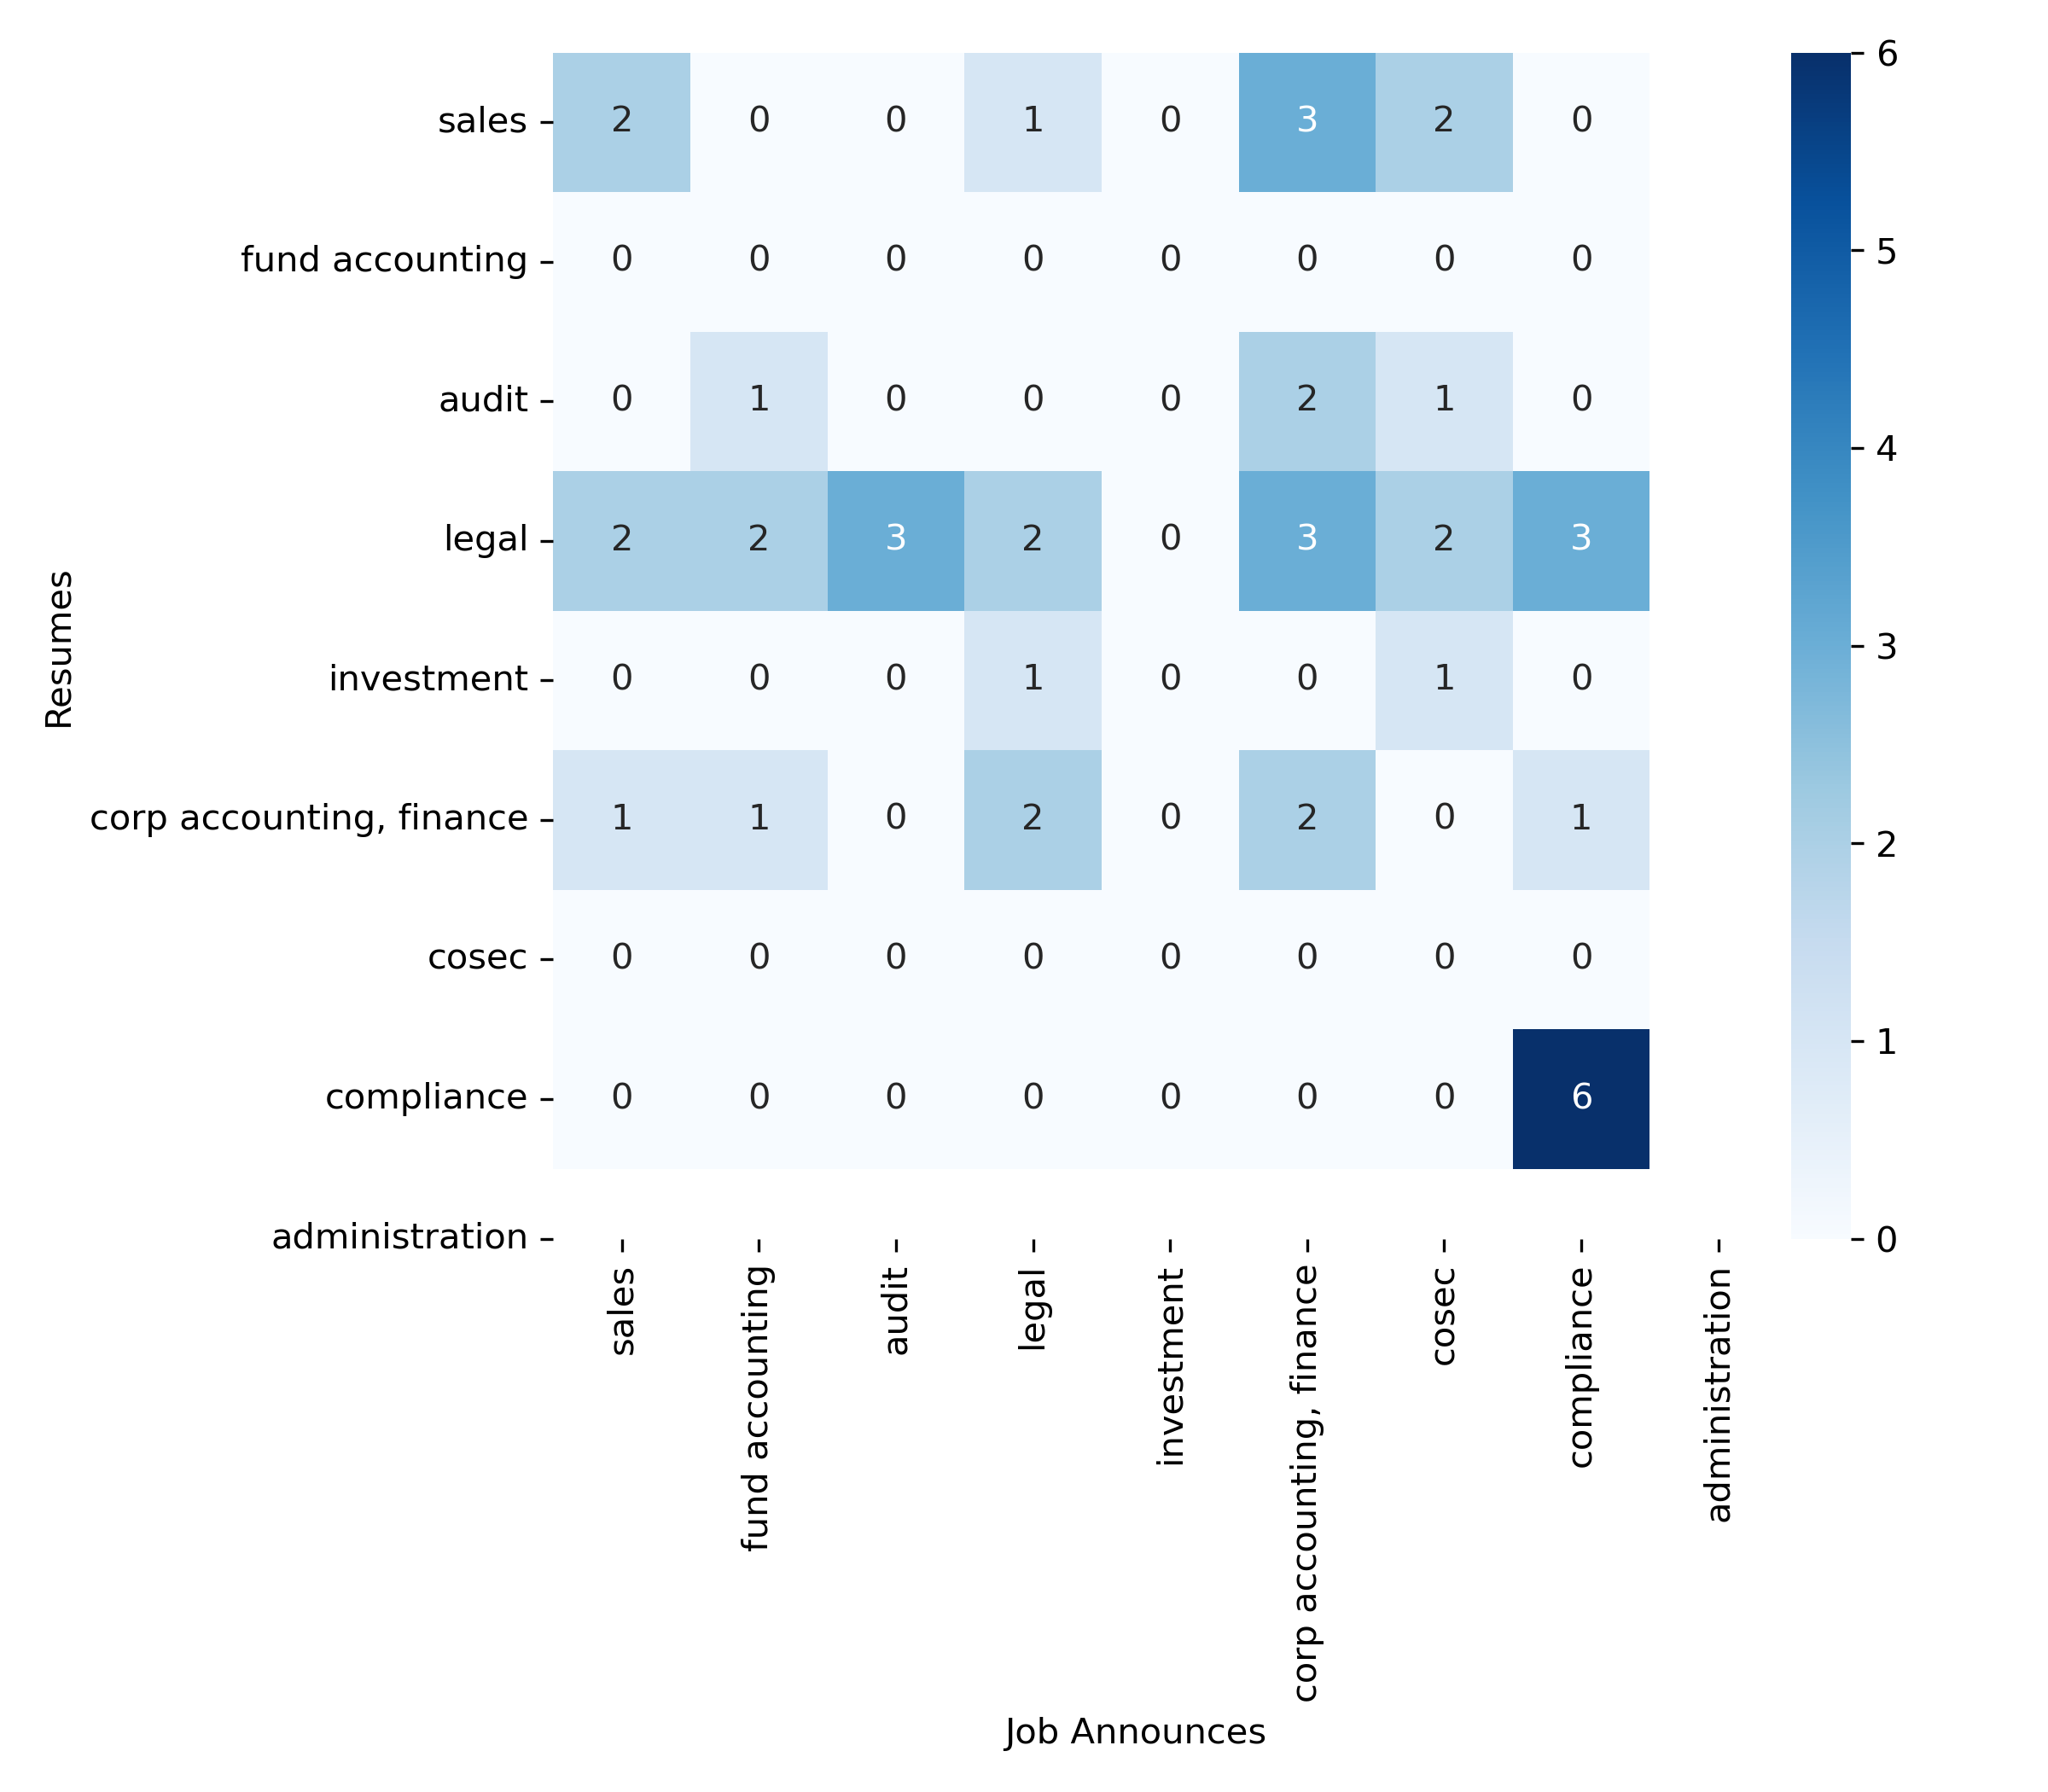 sales 2 0 0 1 0 3 2 0
fund accounting 0 0 0 0 0 0 0 0
audit 0 1 0 0 0 2 1 0
legal 2 2 3 2 0 3 2 3
investment 0 0 0 1 0 0 1 0
corp accounting, finance 1 1 0 2 0 2 0 1
cosec 0 0 0 0 0 0 0 0
compliance 0 0 0 0 0 0 0 6
administration
Resumes
sales
fund accounting
audit
legal
investment
corp accounting, finance
cosec
compliance
administration
Job Announces
6
5
4
3
2
1
0